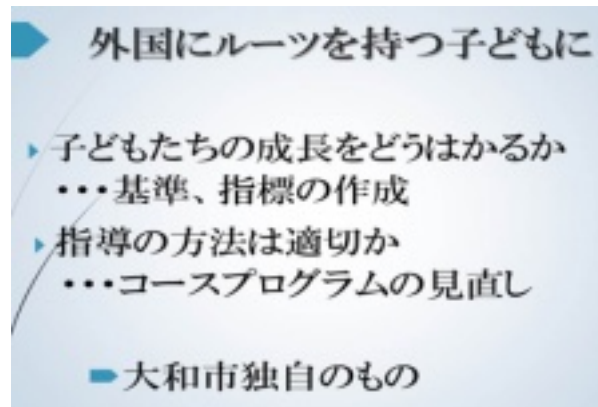 外国にルーツを持つ子どもに
子どもたちの成長をどうはかるか
・・・基準、指標の作成
指導の方法は適切か
・・・コースプログラムの見直し
大和市独自のもの